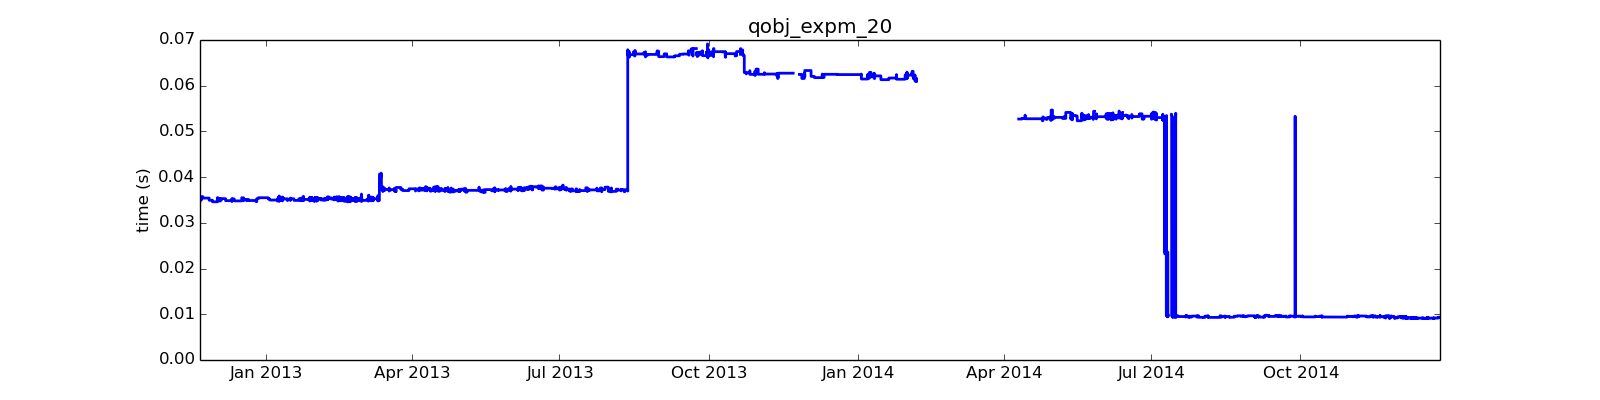 qobj_expm_20
time (s)
0.07
0.06
0.05
0.04
0.03
0.02
0.01
0.00
Jan 2013
Apr 2013
Jul 2013
Oct 2013
Jan 2014
Apr 2014
Jul 2014
Oct 2014